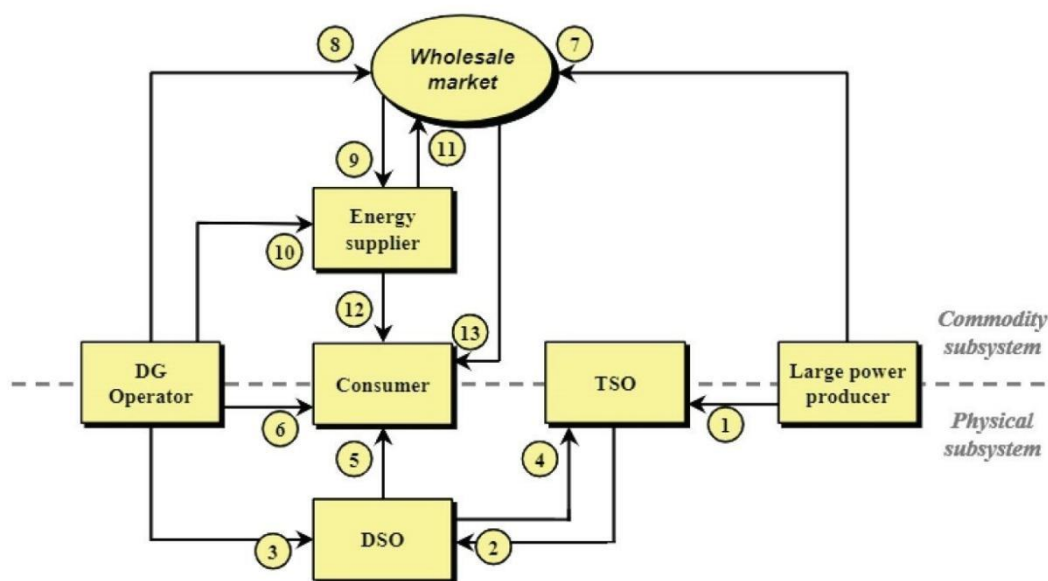 8
Wholesale
market
7
9
11
Energy
supplier
10
12
13
Commodity
subsystem
DG
Operator
Consumer
TSO
Large power
producer
6
1
Physical
subsystem
5
4
3
DSO
2